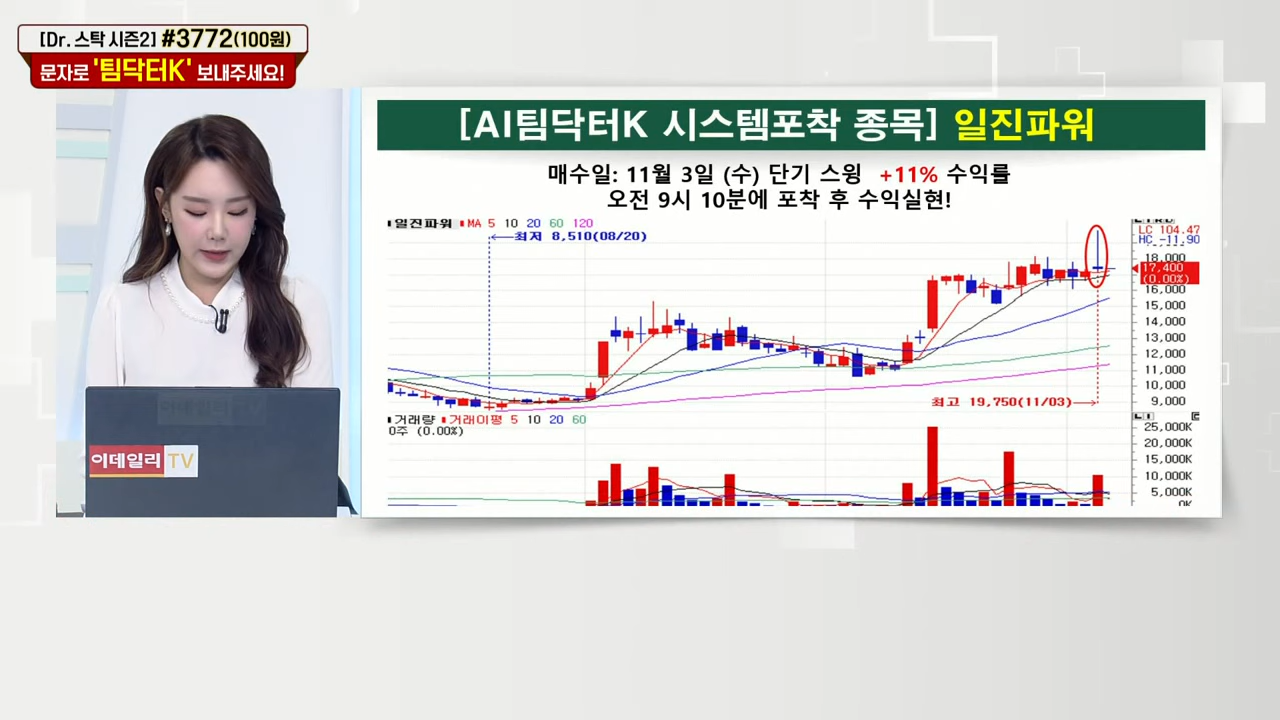 [Dr. 스탁 시즌2] #3772(100원)
문자로 '팀닥터K' 보내주세요!
[AI팀닥터K 시스템포착 종목] 일진파워
매수일: 11월 3일 (수) 단기 스윙 +11% 수익률
오전 9시 10분에 포착 후 수익실현!
일진파워 MA 5 10 20 60 120
최저 8,510(08/20)
LC 104.47
HC -11.90
18,000
17,400
(0.00%)
16,000
15,000
14,000
13,000
12,000
11,000
10,000
9,000
최고 19,750(11/03)
거래량 거래이평 5 10 20 60
0주 (0.00%)
25,000K
20,000K
15,000K
10,000K
5,000K
0K
이데일리 TV